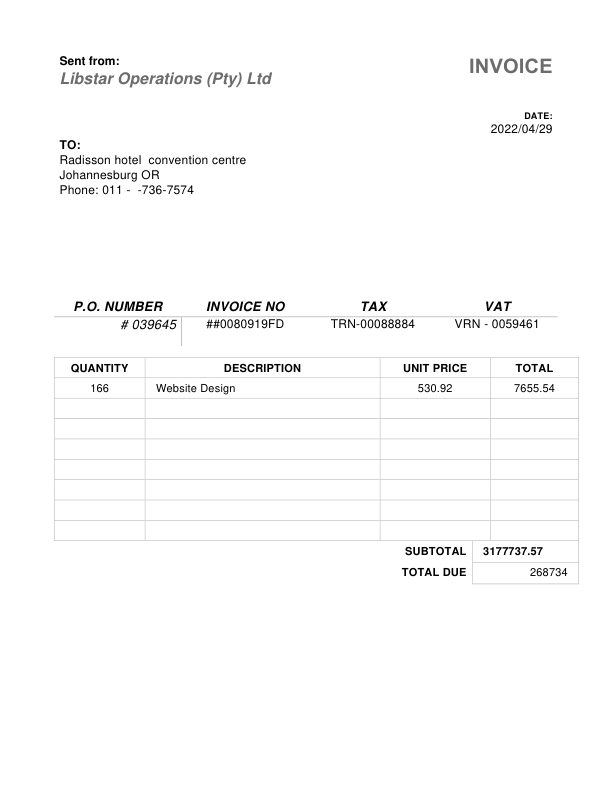 Sent from:
Libstar Operations (Pty) Ltd
INVOICE
DATE:
2022/04/29
TO:
Radisson hotel  convention centre
Johannesburg OR
Phone: 011 -  -736-7574
P.O. NUMBER INVOICE NO TAX VAT
# 039645 ##0080919FD TRN-00088884 VRN - 0059461
QUANTITY DESCRIPTION UNIT PRICE TOTAL
166 Website Design 530.92 7655.54
SUBTOTAL 3177737.57
TOTAL DUE 268734